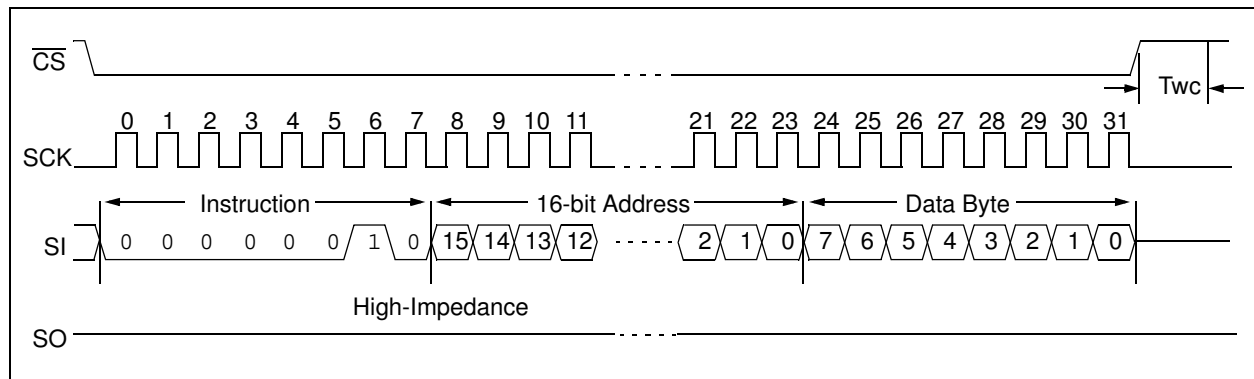 CS
Twc
0 1 2 3 4 5 6 7 8 9 10 11 21 22 23 24 25 26 27 28 29 30 31
SCK
Instruction 16-bit Address Data Byte
SI 0 0 0 0 0 0 1 0 15 14 13 12 2 1 0 7 6 5 4 3 2 1 0
High-Impedance
SO